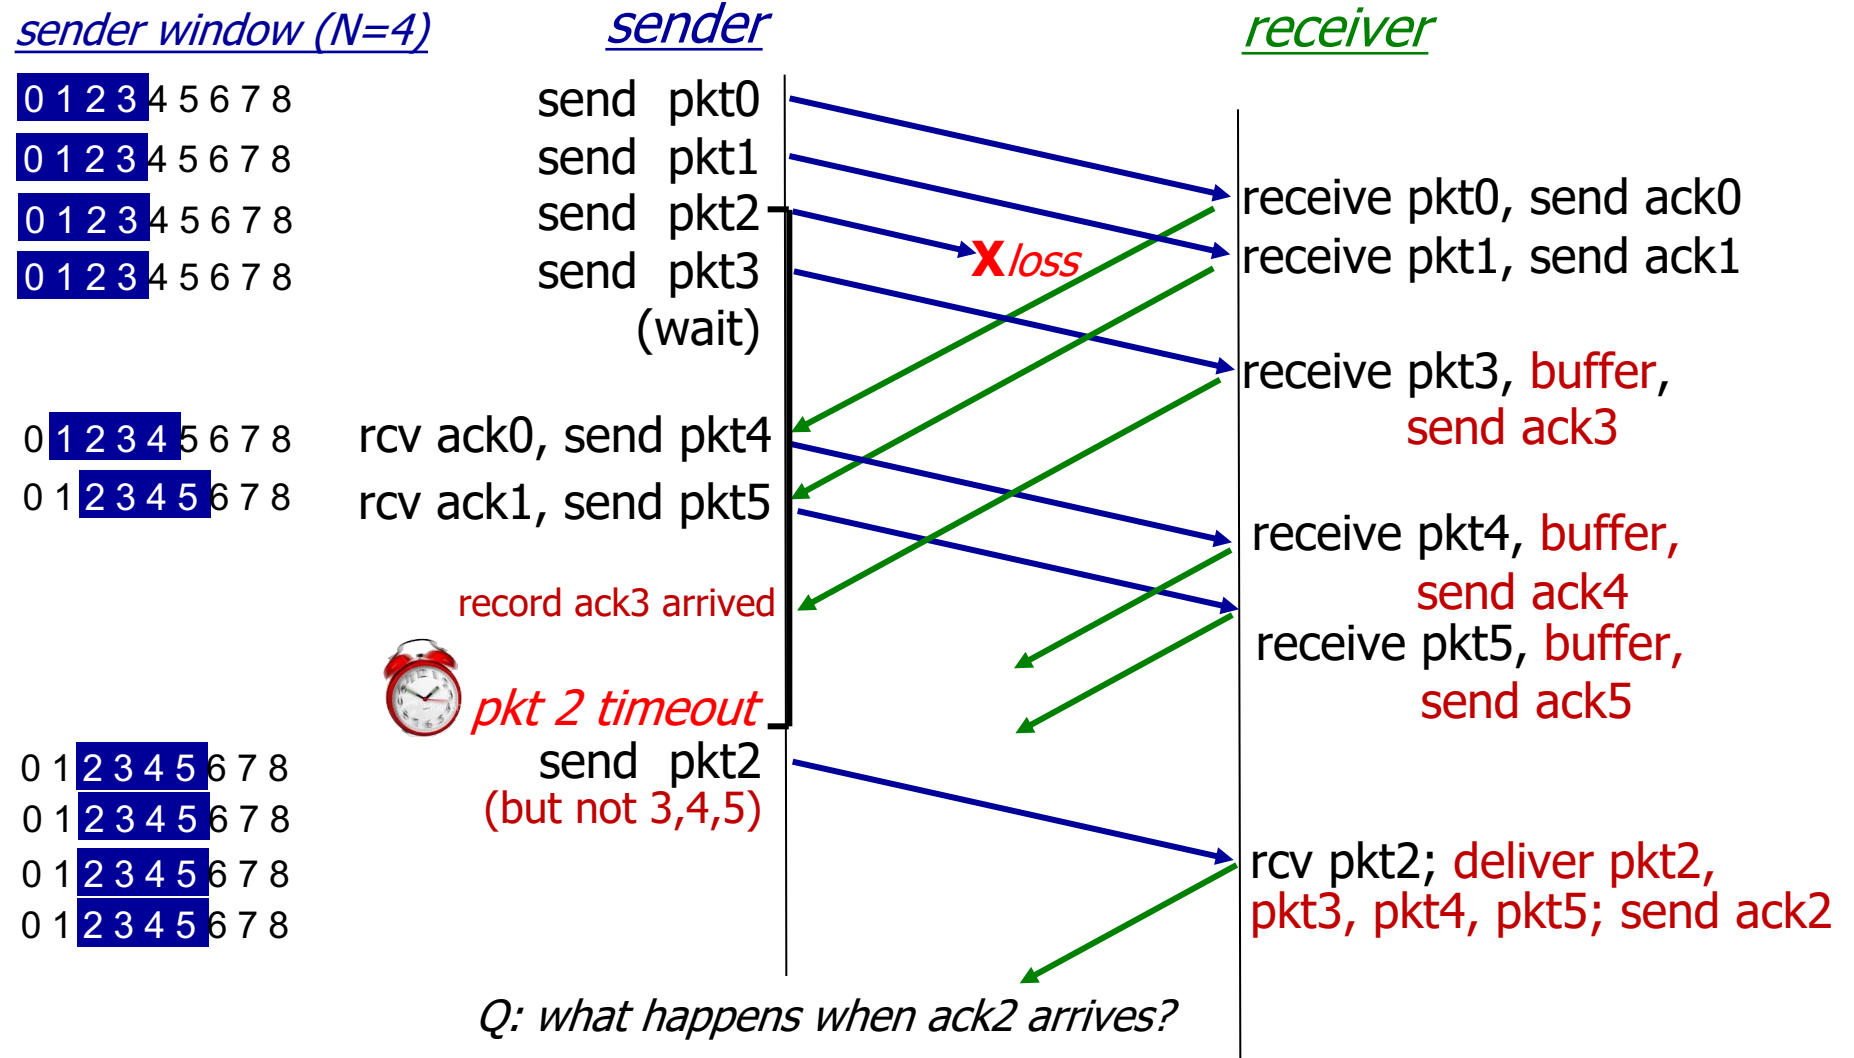 sender window (N=4) sender receiver
0 1 2 3 4 5 6 7 8 send pkt0
0 1 2 3 4 5 6 7 8 send pkt1
0 1 2 3 4 5 6 7 8 send pkt2
0 1 2 3 4 5 6 7 8 send pkt3
(wait)
receive pkt0, send ack0
receive pkt1, send ack1
X loss
receive pkt3, buffer,
send ack3
0 1 2 3 4 5 6 7 8 rcv ack0, send pkt4
0 1 2 3 4 5 6 7 8 rcv ack1, send pkt5
receive pkt4, buffer,
send ack4
record ack3 arrived
receive pkt5, buffer,
send ack5
pkt 2 timeout
0 1 2 3 4 5 6 7 8 send pkt2
0 1 2 3 4 5 6 7 8 (but not 3,4,5)
0 1 2 3 4 5 6 7 8
0 1 2 3 4 5 6 7 8
rcv pkt2; deliver pkt2,
pkt3, pkt4, pkt5; send ack2
Q: what happens when ack2 arrives?